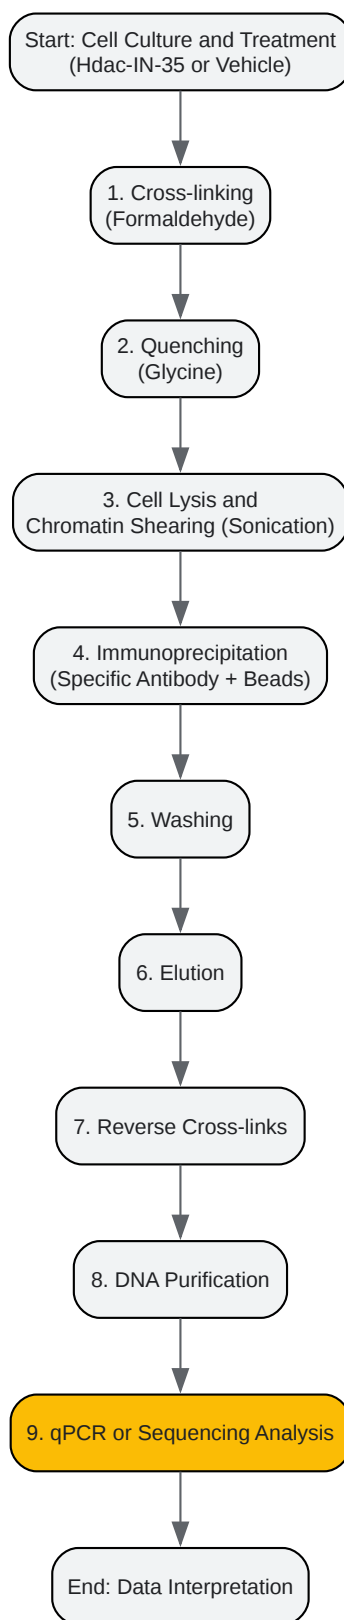 Start: Cell Culture and Treatment
(Hdac-IN-35 or Vehicle)
1. Cross-linking
(Formaldehyde)
2. Quenching
(Glycine)
3. Cell Lysis and
Chromatin Shearing (Sonication)
4. Immunoprecipitation
(Specific Antibody + Beads)
5. Washing
6. Elution
7. Reverse Cross-links
8. DNA Purification
9. qPCR or Sequencing Analysis
End: Data Interpretation